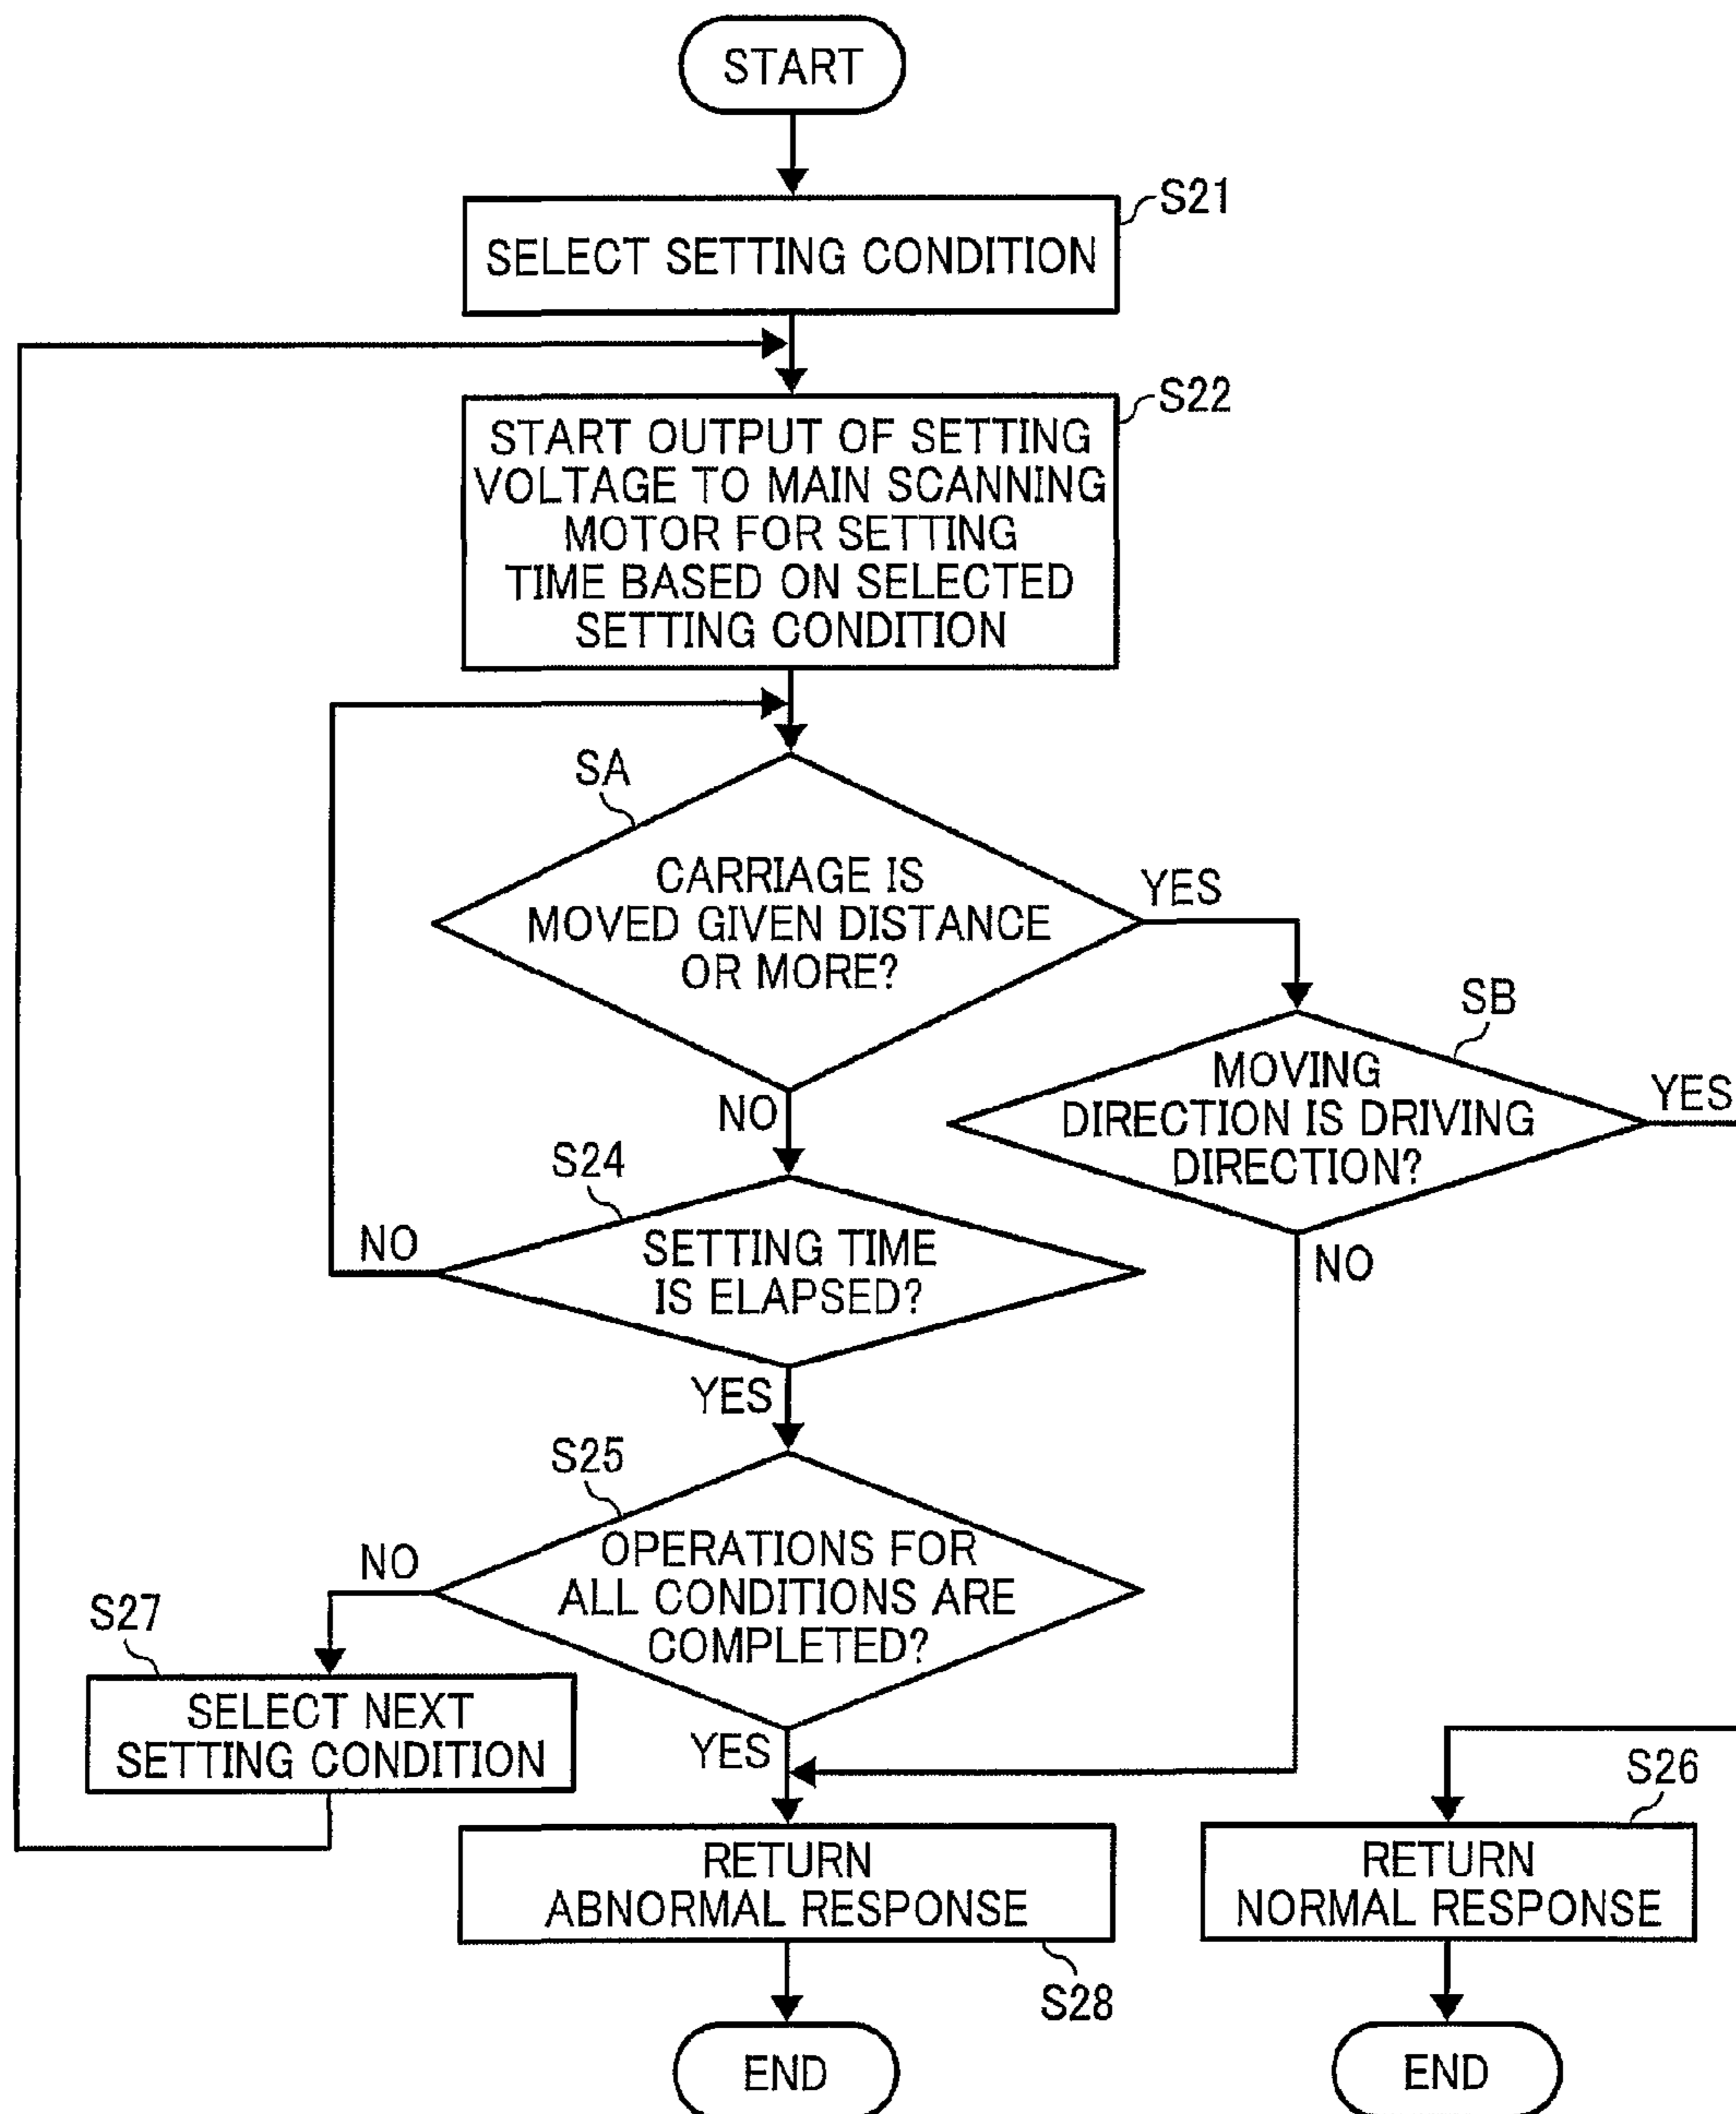 START
S21
SELECT SETTING CONDITION
S22
START OUTPUT OF SETTING
VOLTAGE TO MAIN SCANNING
MOTOR FOR SETTING
TIME BASED ON SELECTED
SETTING CONDITION
SA
CARRIAGE IS
MOVED GIVEN DISTANCE
OR MORE?
YES
NO
SB
MOVING
DIRECTION IS DRIVING
DIRECTION?
YES
NO
S24
SETTING TIME
IS ELAPSED?
NO
YES
S25
OPERATIONS FOR
ALL CONDITIONS ARE
COMPLETED?
NO
YES
S27
SELECT NEXT
SETTING CONDITION
RETURN
ABNORMAL RESPONSE
S28
END
S26
RETURN
NORMAL RESPONSE
END